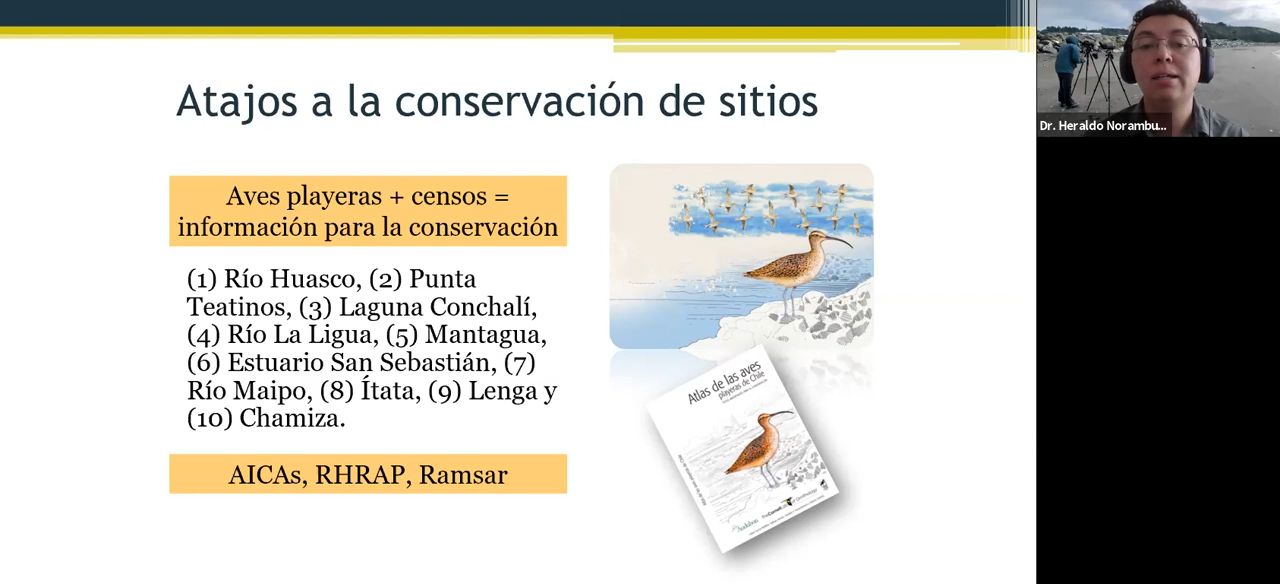 Atajos a la conservación de sitios
Aves playeras + censos =
información para la conservación
(1) Río Huasco, (2) Punta
Teatinos, (3) Laguna Conchalí,
(4) Río La Ligua, (5) Mantagua,
(6) Estuario San Sebastián, (7)
Río Maipo, (8) Ítata, (9) Lenga y
(10) Chamiza.
AICAs, RHRAP, Ramsar
Atlas de las aves
playeras de Chile
Audubon
Dr. Heraldo Norambu...